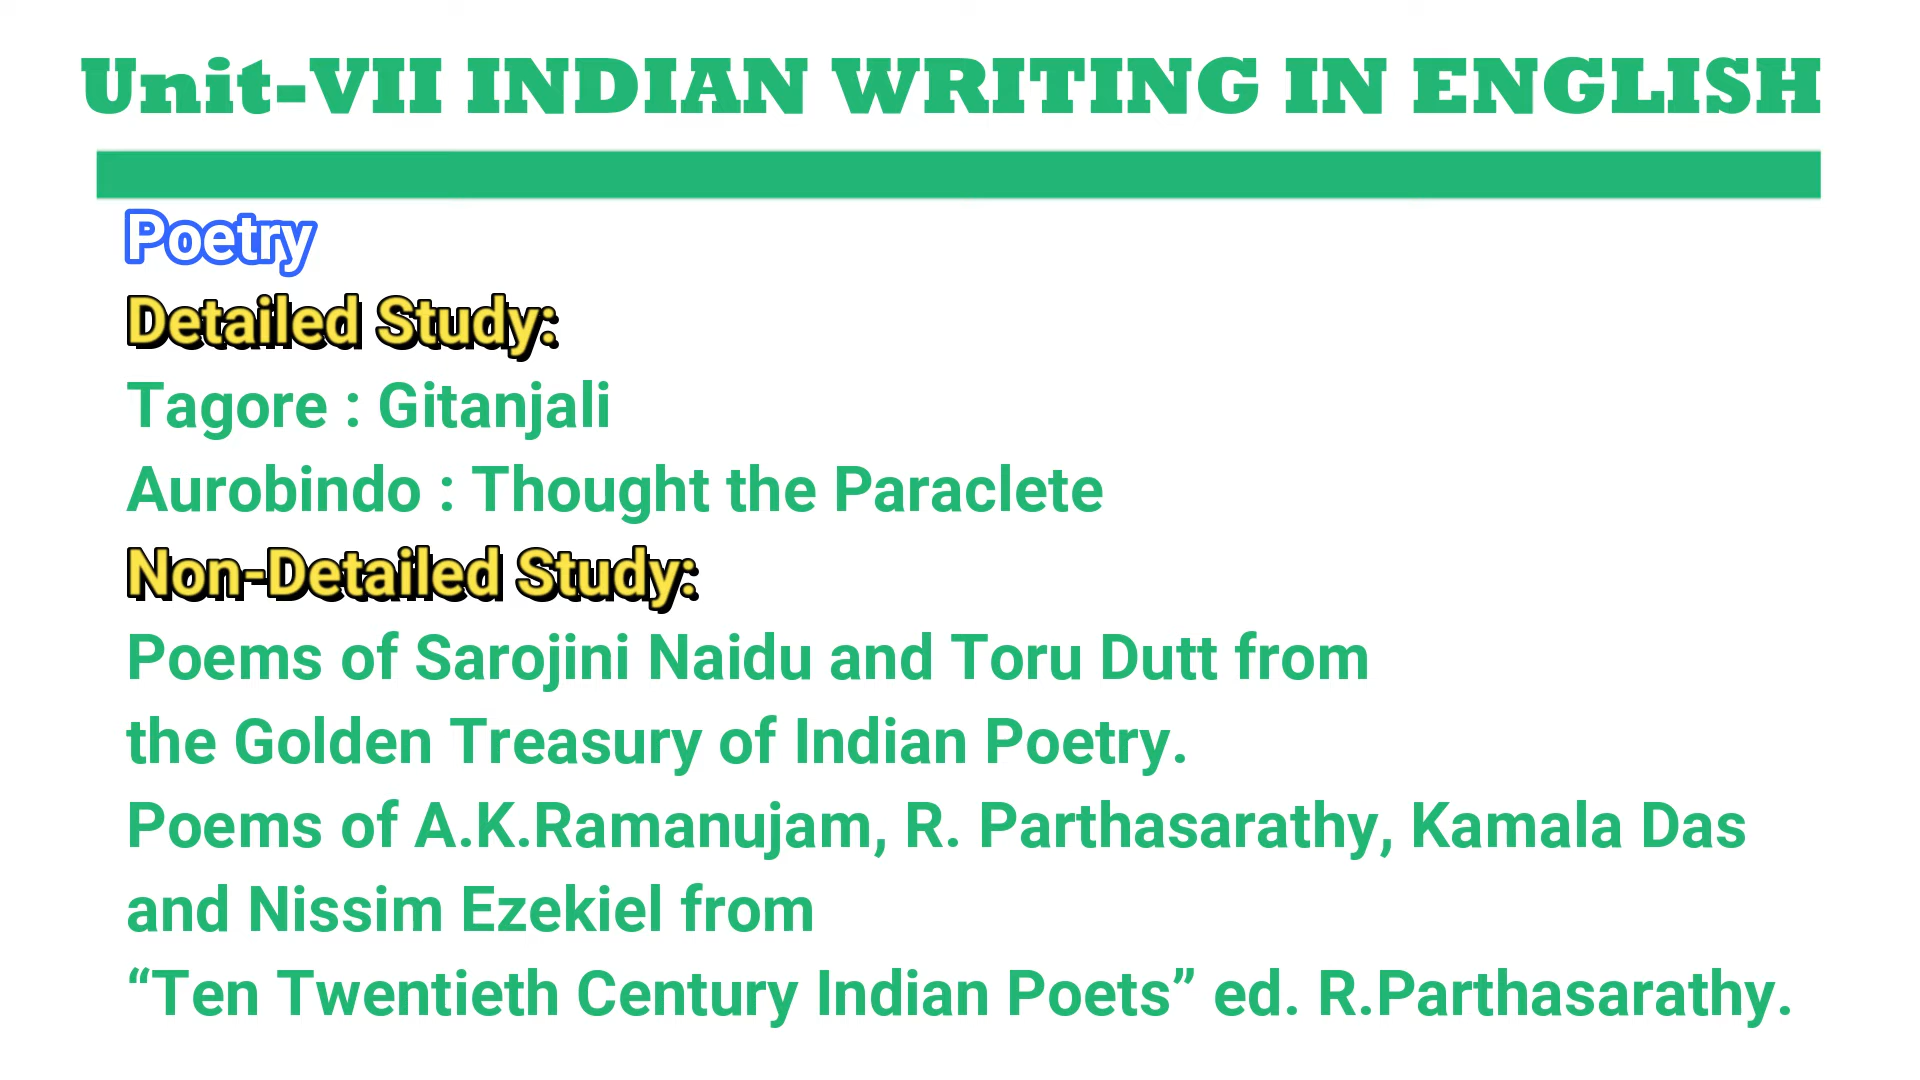 Unit-VII INDIAN WRITING IN ENGLISH
Poetry
Detailed Study:
Tagore : Gitanjali
Aurobindo : Thought the Paraclete
Non-Detailed Study:
Poems of Sarojini Naidu and Toru Dutt from
the Golden Treasury of Indian Poetry.
Poems of A.K.Ramanujam, R. Parthasarathy, Kamala Das
and Nissim Ezekiel from
“Ten Twentieth Century Indian Poets” ed. R.Parthasarathy.